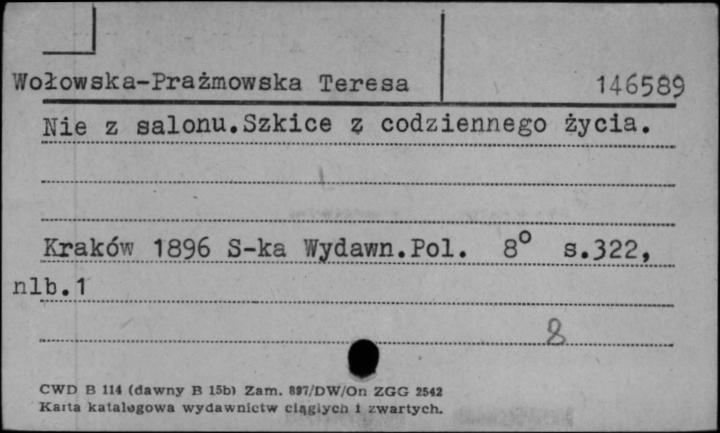 Wołowska-Prażmowska Teresa 146589
Nie z salonu.Szkice z codziennego życia.
Kraków 1896 S-ka Wydawn.Pol. 8° s.322,
nlb.1
8
CWD B 114 (dawny B 15b) Zam. 897/DW/On ZGG 2542
Karta katalogowa wydawnictw ciągłych i zwartych.